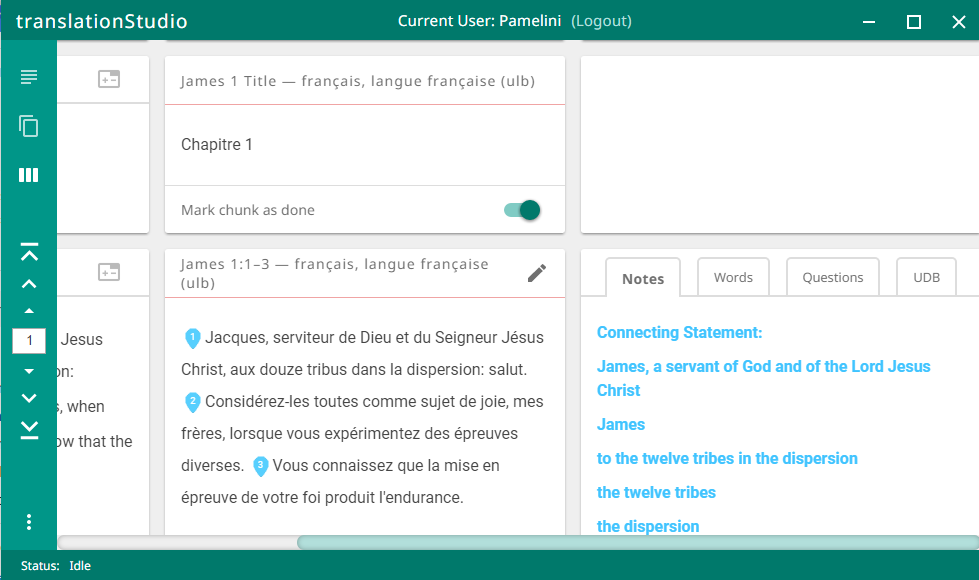 translationStudio
Current User: Pamelini (Logout)
James 1 Title — français, langue française (ulb)
Chapitre 1
Mark chunk as done
James 1:1–3 — français, langue française
(ulb)
1 Jacques, serviteur de Dieu et du Seigneur Jésus
Christ, aux douze tribus dans la dispersion: salut.
2 Considérez-les toutes comme sujet de joie, mes
frères, lorsque vous expérimentez des épreuves
diverses. 3 Vous connaissez que la mise en
épreuve de votre foi produit l'endurance.
Jesus
on:
s, when
ow that the
1
Notes
Words
Questions
UDB
Connecting Statement:
James, a servant of God and of the Lord Jesus
Christ
James
to the twelve tribes in the dispersion
the twelve tribes
the dispersion
Status: Idle